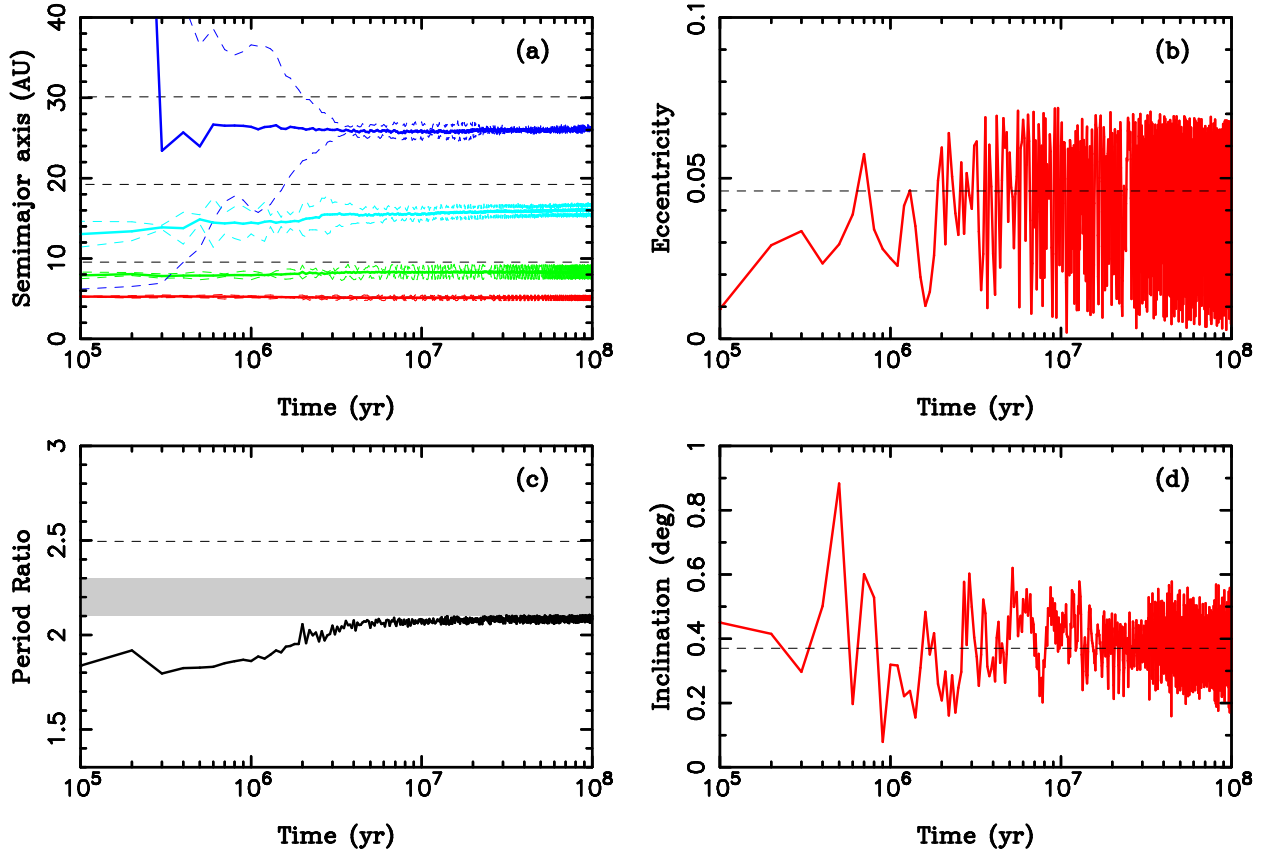 (a)
Semimajor axis (AU)
40
30
20
10
0
10^5 10^6 10^7 10^8
Time (yr)
(b)
Eccentricity
0.1
0.05
0
10^5 10^6 10^7 10^8
Time (yr)
(c)
Period Ratio
3
2.5
2
1.5
10^5 10^6 10^7 10^8
Time (yr)
(d)
Inclination (deg)
1
0.8
0.6
0.4
0.2
0
10^5 10^6 10^7 10^8
Time (yr)